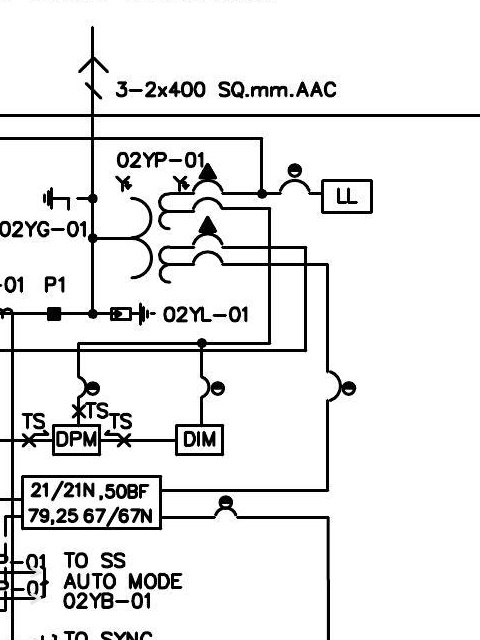 3-2x400 SQ.mm.AAC
02YP-01
LL
02YG-01
-01 P1
02YL-01
TS
TS TS
DPM DIM
21/21N,50BF
79,25 67/67N
-01 TO SS
-01 AUTO MODE
02YB-01
TO SYNC